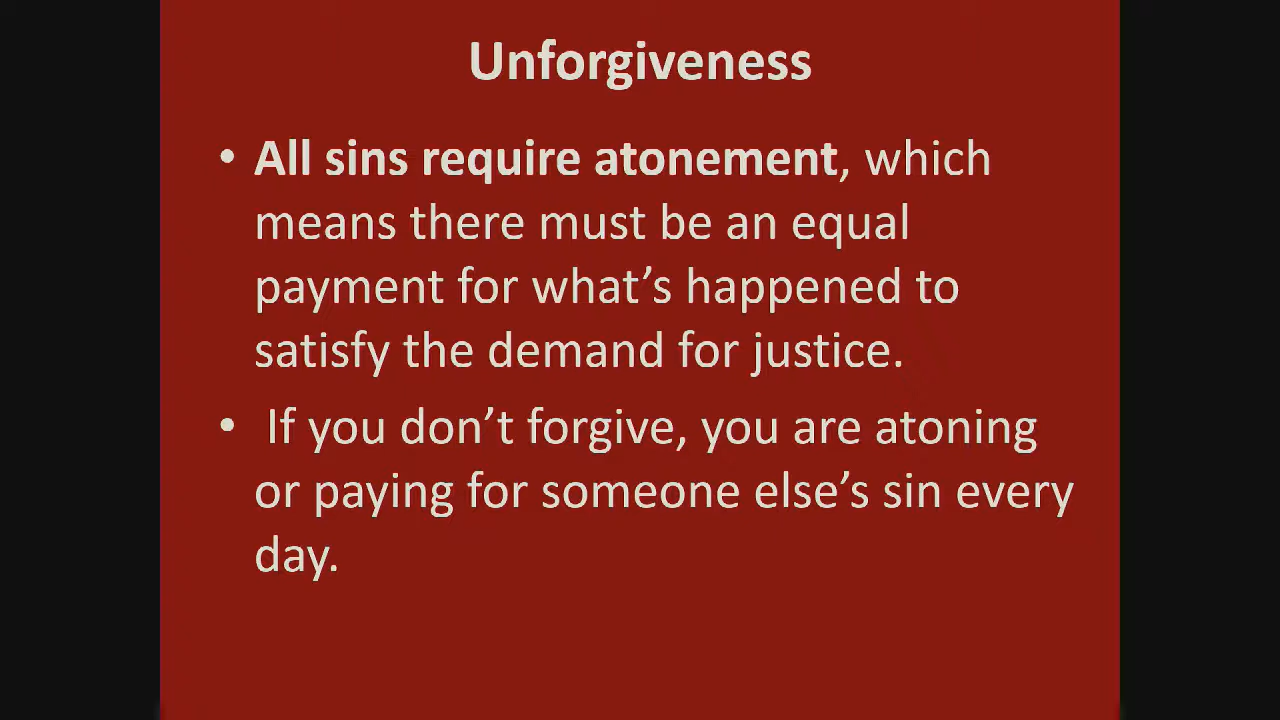 Unforgiveness
• All sins require atonement, which
means there must be an equal
payment for what's happened to
satisfy the demand for justice.
• If you don't forgive, you are atoning
or paying for someone else's sin every
day.